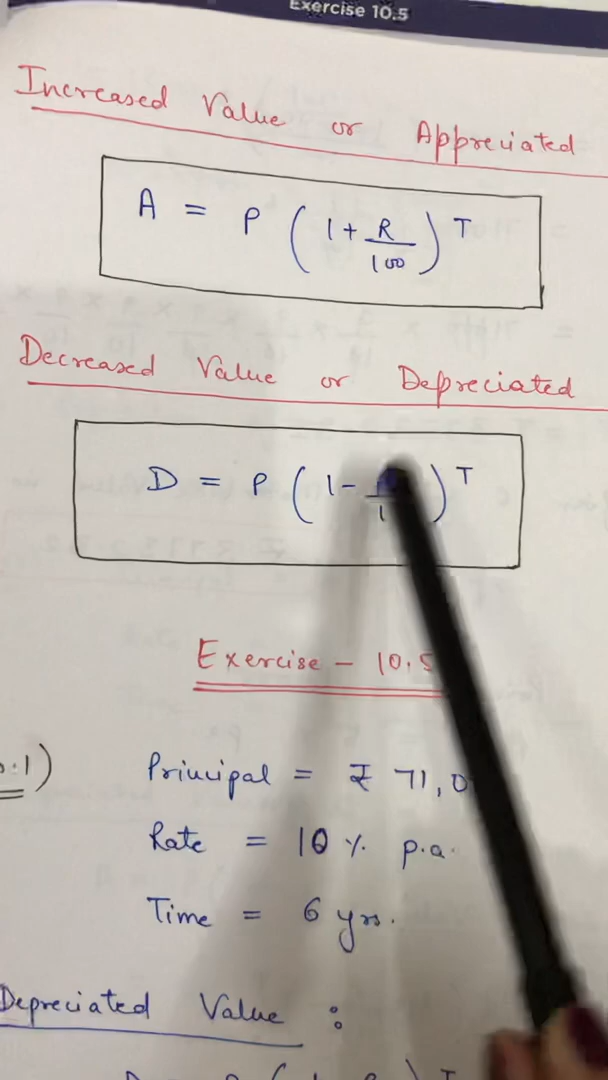 Exercise 10.5
Increased Value or Appreciated
A = P (1 + R/100)^T
Decreased Value or Depreciated
D = P (1 - )^T
Exercise - 10.5
1)
Principal = ₹ 71,0
Rate = 10 % p.a.
Time = 6 yrs.
Depreciated Value :